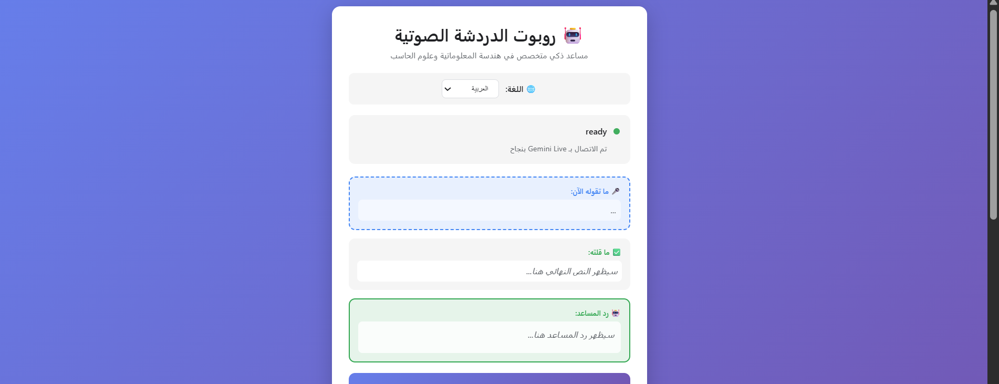 روبوت الدردشة الصوتية
مساعد ذكي متخصص في هندسة المعلوماتية وعلوم الحاسب
اللغة:
العربية
ready
تم الاتصال بـ Gemini Live بنجاح
ما تقوله الآن:
...
ما قلته:
سيظهر النص النهائي هنا...
رد المساعد:
سيظهر رد المساعد هنا...